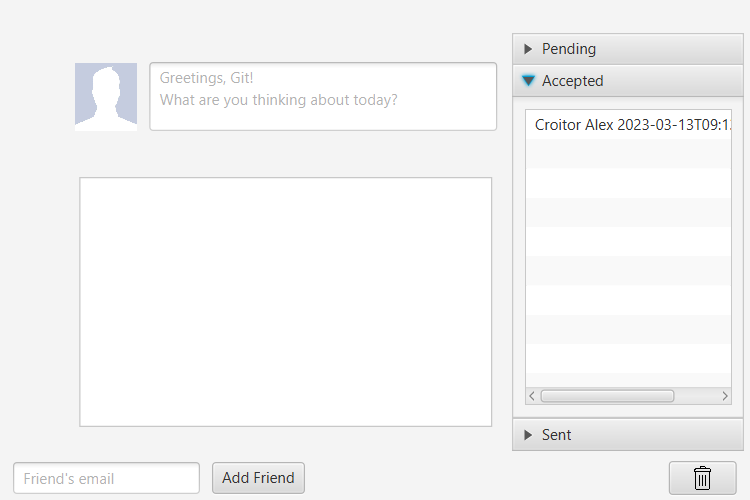 Greetings, Git!
What are you thinking about today?
Pending
Accepted
Croitor Alex 2023-03-13T09:1
Sent
Friend's email
Add Friend